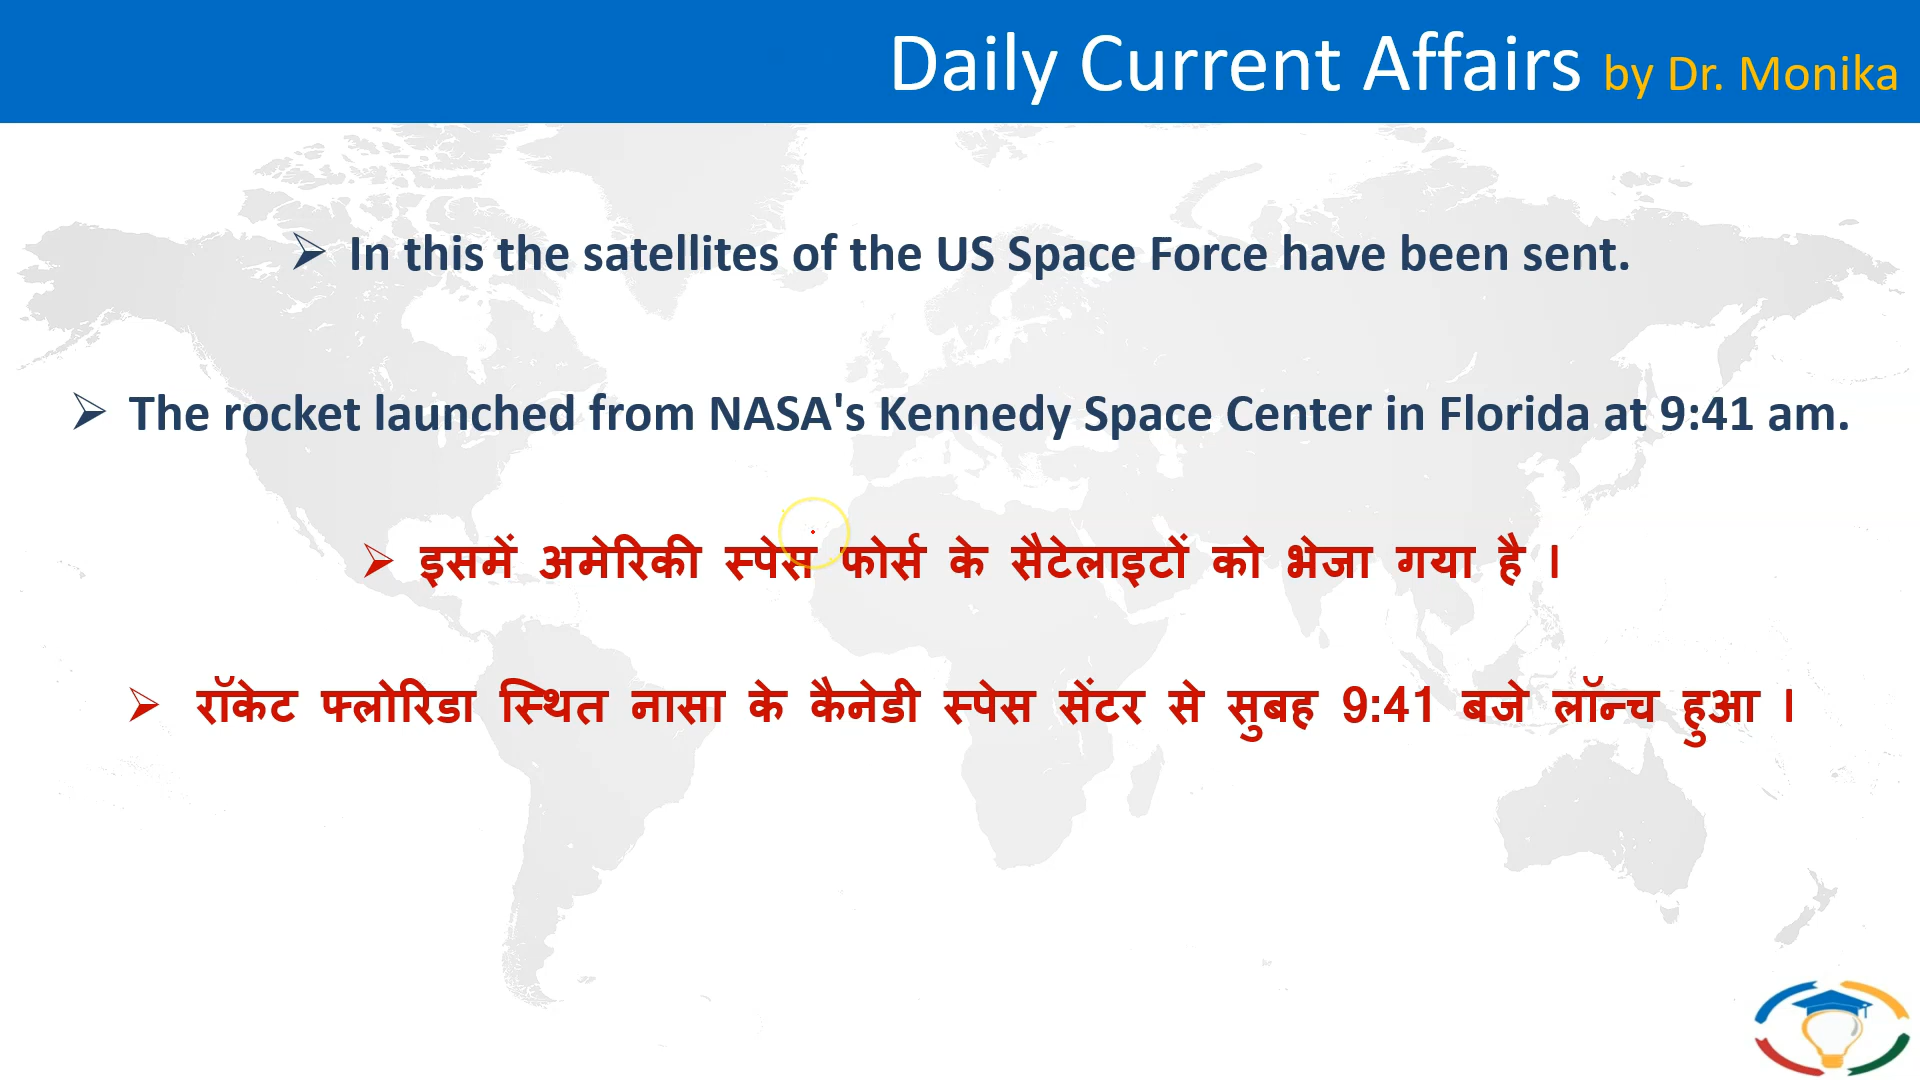 Daily Current Affairs by Dr. Monika
➢ In this the satellites of the US Space Force have been sent.
➢ The rocket launched from NASA's Kennedy Space Center in Florida at 9:41 am.
➢ इसमें अमेरिकी स्पेस फोर्स के सैटेलाइटों को भेजा गया है ।
➢ रॉकेट फ्लोरिडा स्थित नासा के कैनेडी स्पेस सेंटर से सुबह 9:41 बजे लॉन्च हुआ ।